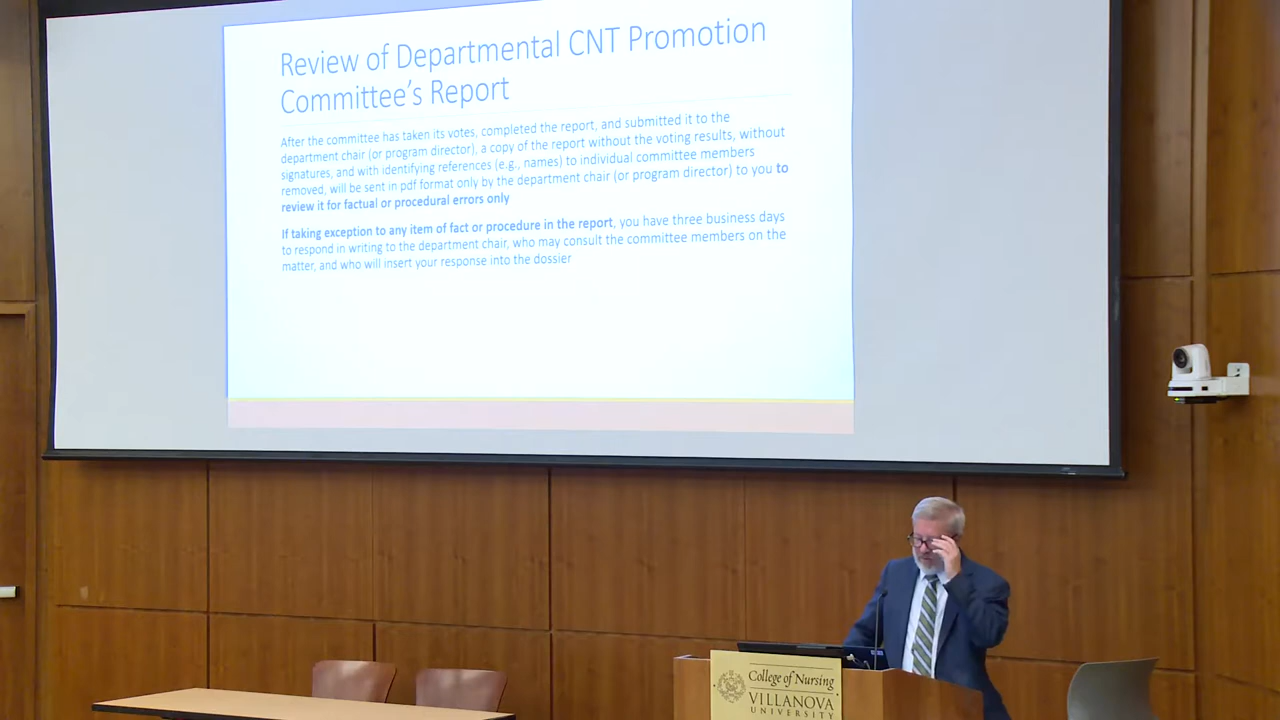 Review of Departmental CNT Promotion
Committee's Report
After the committee has taken its votes, completed the report, and submitted it to the
department chair (or program director), a copy of the report without the voting results, without
signatures, and with identifying references (e.g., names) to individual committee members
removed, will be sent in pdf format only by the department chair (or program director) to you to
review it for factual or procedural errors only
If taking exception to any item of fact or procedure in the report, you have three business days
to respond in writing to the department chair, who may consult the committee members on the
matter, and who will insert your response into the dossier
College of Nursing
VILLANOVA
UNIVERSITY